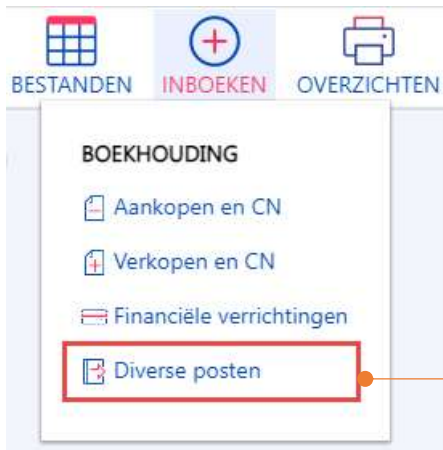 BESTANDEN INBOEKEN OVERZICHTEN
BOEKHOUDING
Aankopen en CN
Verkopen en CN
Financiële verrichtingen
Diverse posten